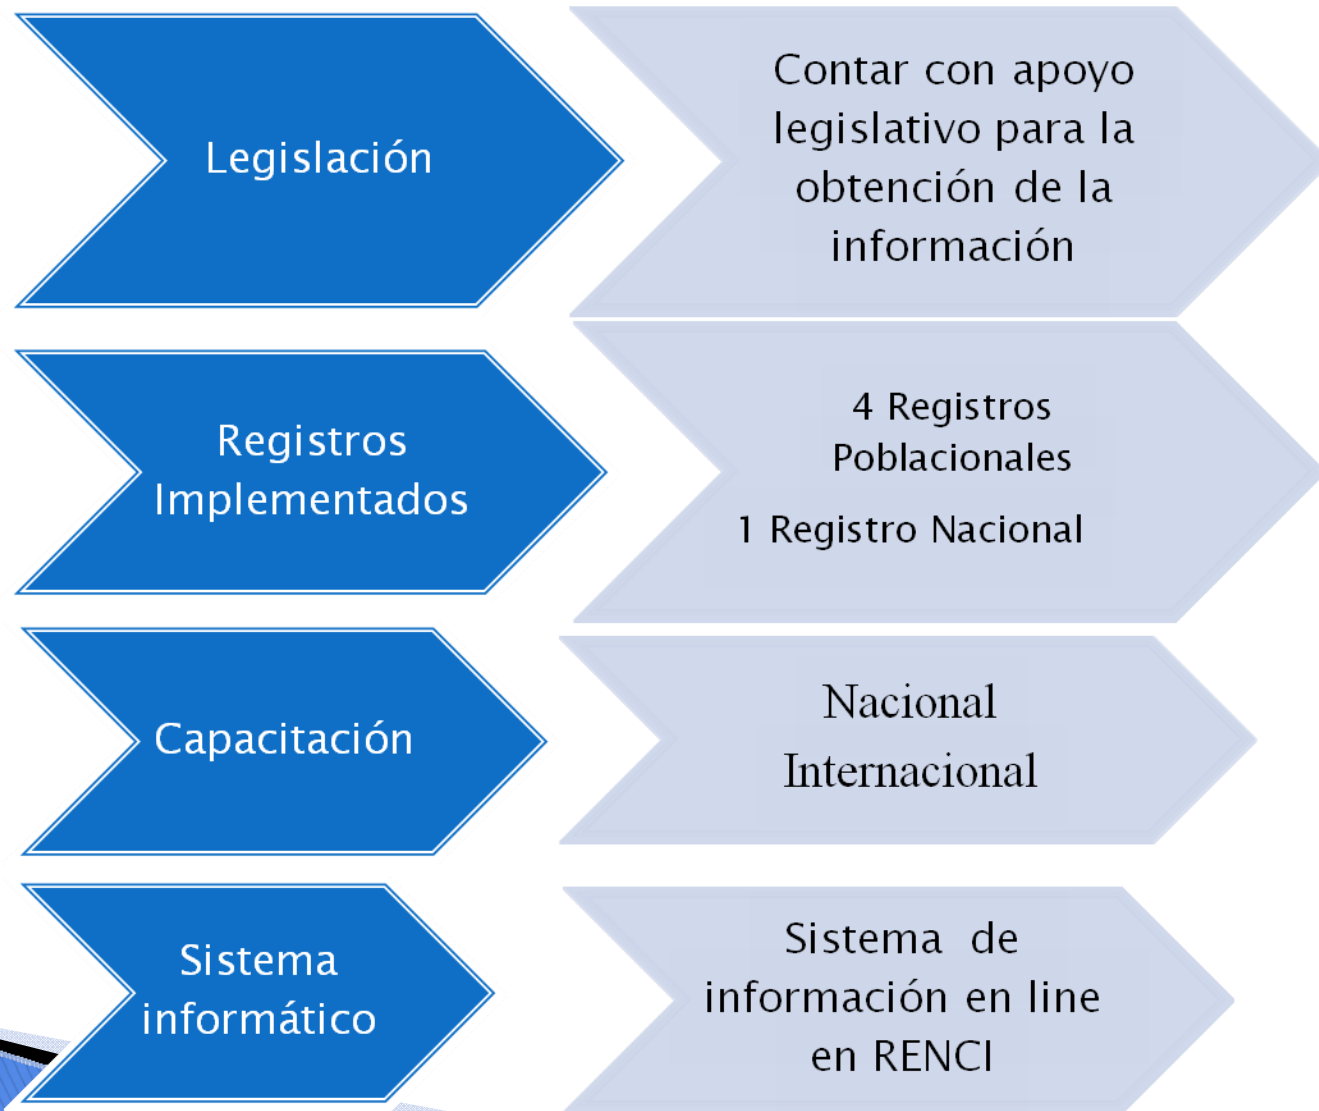 Legislación
Contar con apoyo
legislativo para la
obtención de la
información
Registros
Implementados
4 Registros
Poblacionales
1 Registro Nacional
Capacitación
Nacional
Internacional
Sistema
informático
Sistema de
información en line
en RENCI